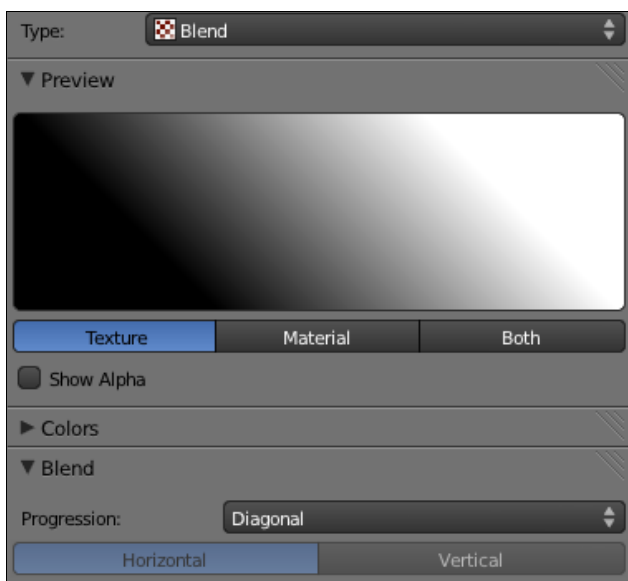 Type: Blend
Preview
Texture Material Both
Show Alpha
Colors
Blend
Progression: Diagonal
Horizontal Vertical